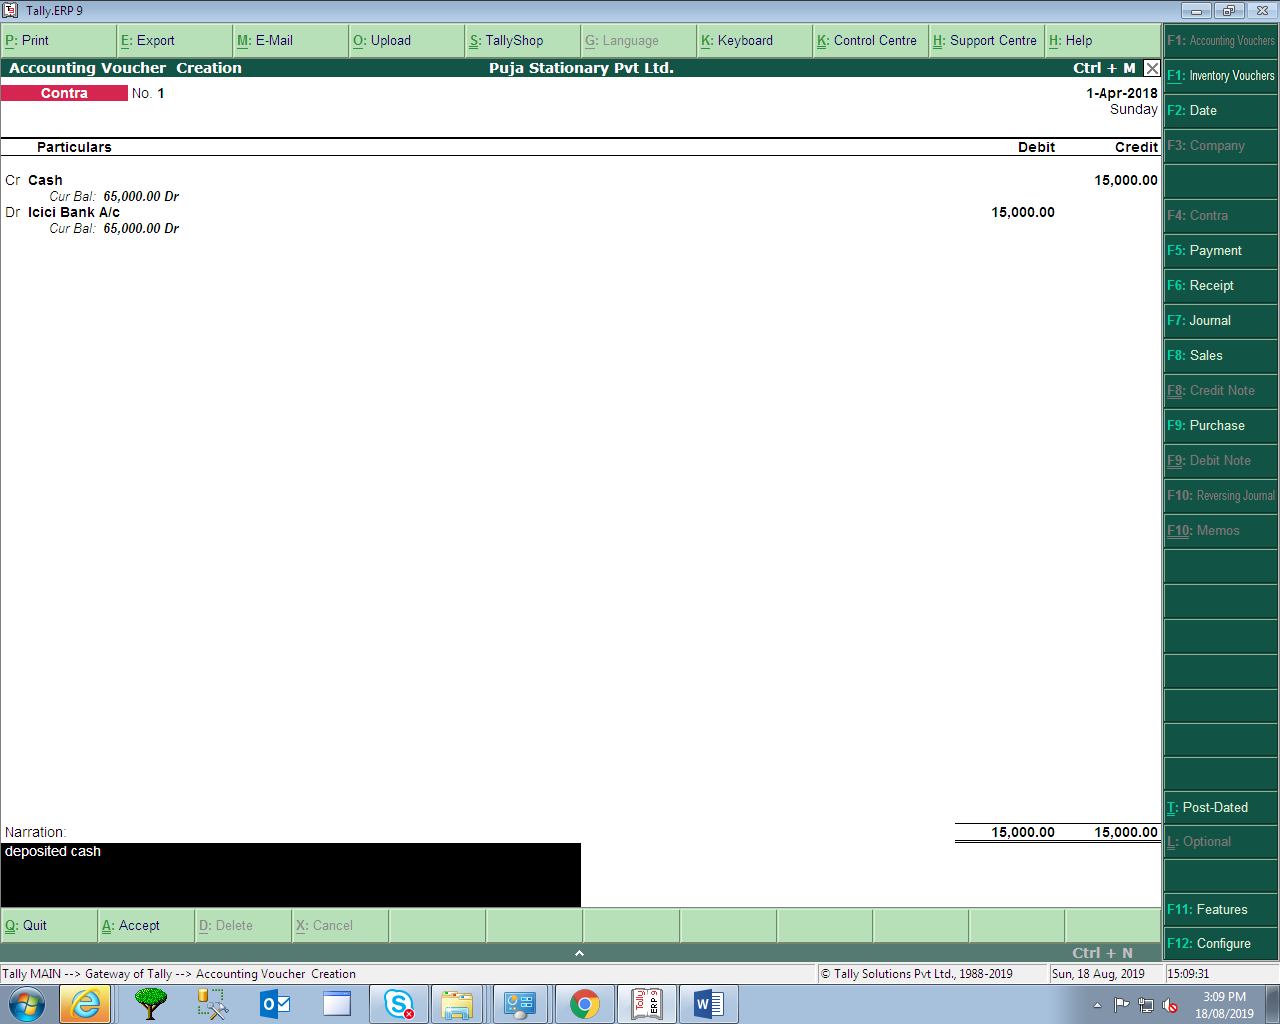 Tally.ERP 9
P: Print E: Export M: E-Mail O: Upload S: TallyShop G: Language K: Keyboard K: Control Centre H: Support Centre H: Help
Accounting Voucher Creation Puja Stationary Pvt Ltd. Ctrl + M
Contra No. 1 1-Apr-2018
Sunday
Particulars Debit Credit
Cr Cash 15,000.00
Cur Bal: 65,000.00 Dr
Dr Icici Bank A/c 15,000.00
Cur Bal: 65,000.00 Dr
Narration: 15,000.00 15,000.00
deposited cash
Q: Quit A: Accept D: Delete X: Cancel
Ctrl + N
F1: Accounting Vouchers
F1: Inventory Vouchers
F2: Date
F3: Company
F4: Contra
F5: Payment
F6: Receipt
F7: Journal
F8: Sales
F8: Credit Note
F9: Purchase
F9: Debit Note
F10: Reversing Journal
F10: Memos
T: Post-Dated
L: Optional
F11: Features
F12: Configure
Tally MAIN --> Gateway of Tally --> Accounting Voucher Creation © Tally Solutions Pvt Ltd., 1988-2019 Sun, 18 Aug, 2019 15:09:31
3:09 PM
18/08/2019